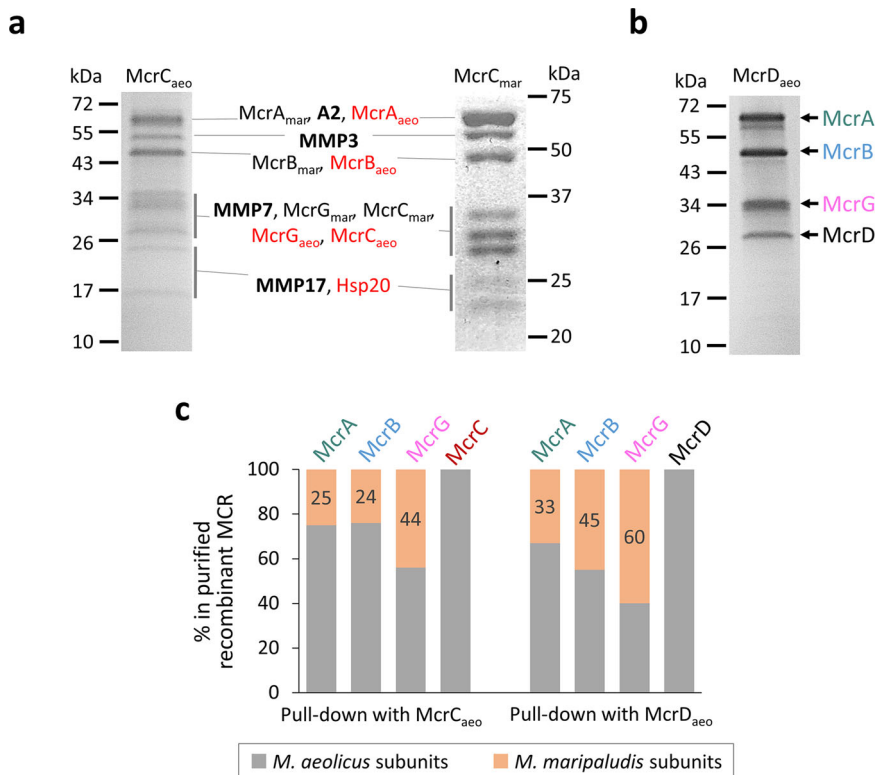 a
kDa
McrCaeo
72
55
43
34
26
17
10
McrAmar, A2, McrAaeo
MMP3
McrBmar, McrBaeo
MMP7, McrGmar, McrCmar,
McrGaeo, McrCaeo
MMP17, Hsp20
McrCmar
kDa
75
50
37
25
20
b
kDa
McrDaeo
72
55
43
34
26
17
10
McrA
McrB
McrG
McrD
c
McrA McrB McrG McrC McrA McrB McrG McrD
% in purified
recombinant MCR
100
80
60
40
20
0
25 24 44 33 45 60
Pull-down with McrCaeo
Pull-down with McrDaeo
M. aeolicus subunits
M. maripaludis subunits